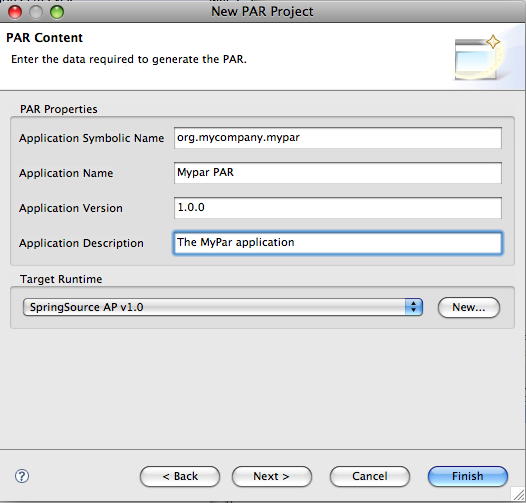 New PAR Project
PAR Content
Enter the data required to generate the PAR.
PAR Properties
Application Symbolic Name org.mycompany.mypar
Application Name Mypar PAR
Application Version 1.0.0
Application Description The MyPar application
Target Runtime
SpringSource AP v1.0 New...
? < Back Next > Cancel Finish